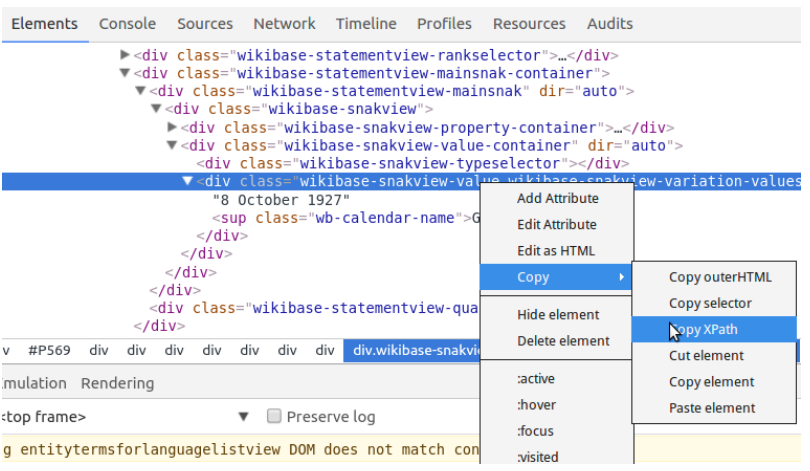 Elements Console Sources Network Timeline Profiles Resources Audits
▶<div class="wikibase-statementview-rankselector">…</div>
▼<div class="wikibase-statementview-mainsnak-container">
▼<div class="wikibase-statementview-mainsnak" dir="auto">
▼<div class="wikibase-snakview">
▶<div class="wikibase-snakview-property-container">…</div>
▼<div class="wikibase-snakview-value-container" dir="auto">
<div class="wikibase-snakview-typeselector"></div>
▼<div class="wikibase-snakview-value wikibase-snakview-variation-values
"8 October 1927"
<sup class="wb-calendar-name">G
</div>
</div>
</div>
</div>
<div class="wikibase-statementview-qua
</div>
v #P569 div div div div div div div div.wikibase-snakvi
mulation Rendering
<top frame> ▼ Preserve log
g entitytermsforlanguagelistview DOM does not match con
Add Attribute
Edit Attribute
Edit as HTML
Copy
Hide element
Delete element
:active
:hover
:focus
:visited
Copy outerHTML
Copy selector
Copy XPath
Cut element
Copy element
Paste element